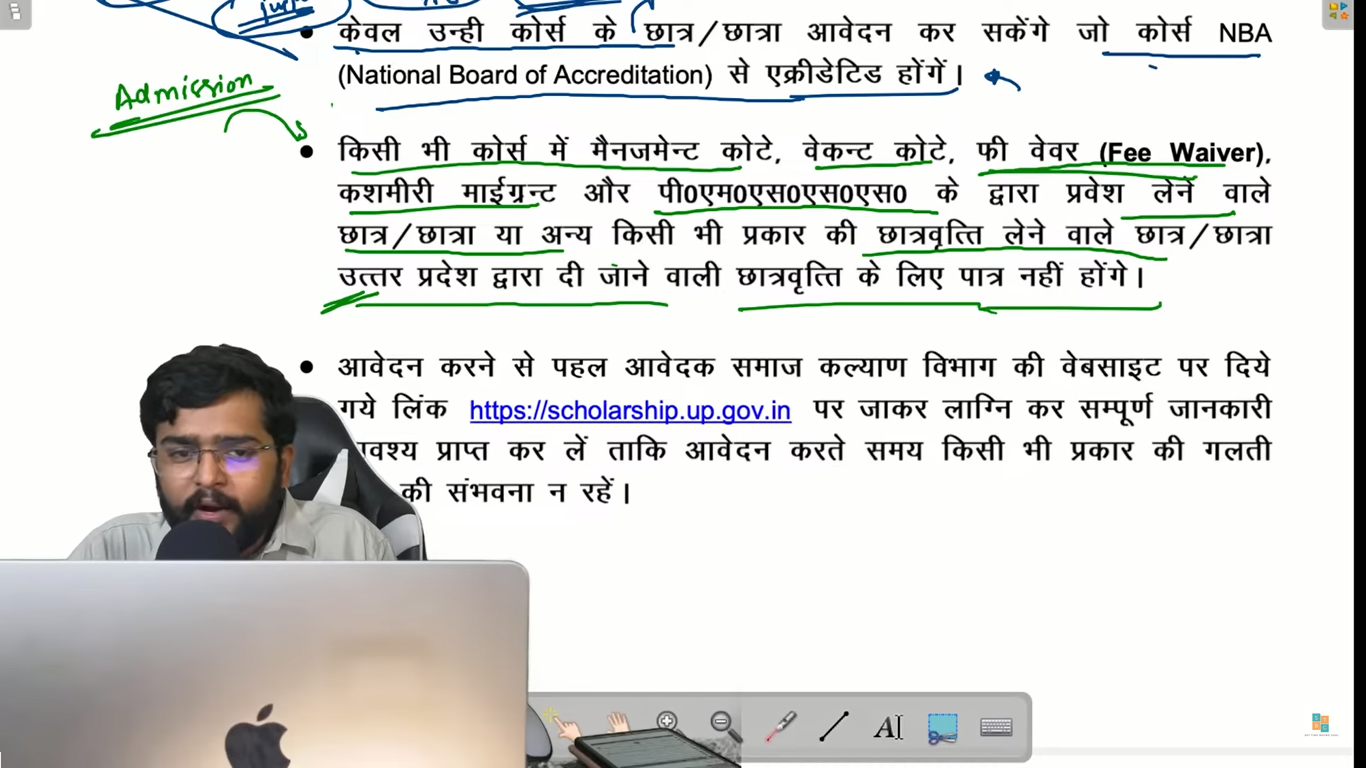 केवल उन्ही कोर्स के छात्र/छात्रा आवेदन कर सकेंगे जो कोर्स NBA
(National Board of Accreditation) से एक्रीडेटिड होंगें।
Admission
किसी भी कोर्स में मैनजमेन्ट कोटे, वेकन्ट कोटे, फी वेवर (Fee Waiver),
कशमीरी माईग्रन्ट और पी0एम0एस0एस0एस0 के द्वारा प्रवेश लेनें वाले
छात्र/छात्रा या अन्य किसी भी प्रकार की छात्रवृत्ति लेने वाले छात्र/छात्रा
उत्तर प्रदेश द्वारा दी जाने वाली छात्रवृत्ति के लिए पात्र नहीं होंगे।
आवेदन करने से पहल आवेदक समाज कल्याण विभाग की वेबसाइट पर दिये
गये लिंक https://scholarship.up.gov.in पर जाकर लाग्नि कर सम्पूर्ण जानकारी
वश्य प्राप्त कर लें ताकि आवेदन करते समय किसी भी प्रकार की गलती
की संभवना न रहें।